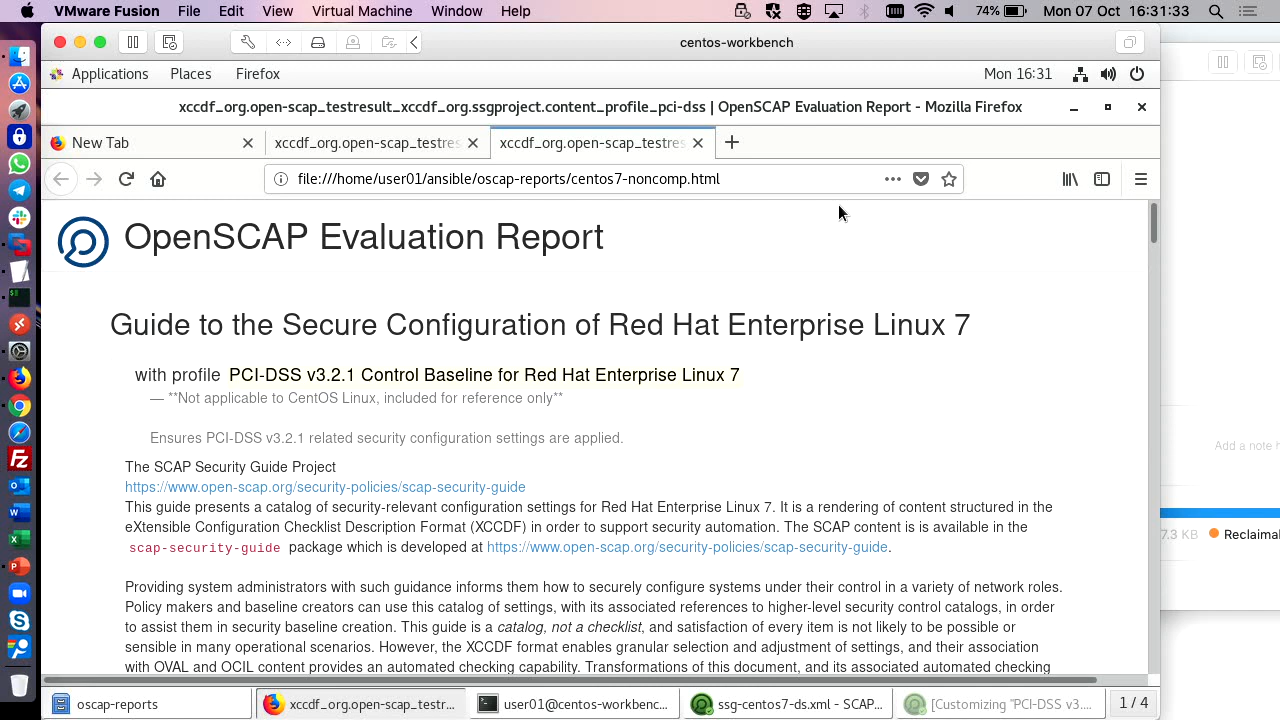 VMware Fusion File Edit View Virtual Machine Window Help 74% Mon 07 Oct 16:31:33
centos-workbench
Applications Places Firefox Mon 16:31
xccdf_org.open-scap_testresult_xccdf_org.ssgproject.content_profile_pci-dss | OpenSCAP Evaluation Report - Mozilla Firefox
New Tab xccdf_org.open-scap_testres xccdf_org.open-scap_testres
file:///home/user01/ansible/oscap-reports/centos7-noncomp.html
OpenSCAP Evaluation Report
Guide to the Secure Configuration of Red Hat Enterprise Linux 7
with profile PCI-DSS v3.2.1 Control Baseline for Red Hat Enterprise Linux 7
— **Not applicable to CentOS Linux, included for reference only**
Ensures PCI-DSS v3.2.1 related security configuration settings are applied.
The SCAP Security Guide Project
https://www.open-scap.org/security-policies/scap-security-guide
This guide presents a catalog of security-relevant configuration settings for Red Hat Enterprise Linux 7. It is a rendering of content structured in the
eXtensible Configuration Checklist Description Format (XCCDF) in order to support security automation. The SCAP content is is available in the
scap-security-guide package which is developed at https://www.open-scap.org/security-policies/scap-security-guide.
Providing system administrators with such guidance informs them how to securely configure systems under their control in a variety of network roles.
Policy makers and baseline creators can use this catalog of settings, with its associated references to higher-level security control catalogs, in order
to assist them in security baseline creation. This guide is a catalog, not a checklist, and satisfaction of every item is not likely to be possible or
sensible in many operational scenarios. However, the XCCDF format enables granular selection and adjustment of settings, and their association
with OVAL and OCIL content provides an automated checking capability. Transformations of this document, and its associated automated checking
Add a note h
7.3 KB Reclaimal
oscap-reports xccdf_org.open-scap_testr... user01@centos-workbenc... ssg-centos7-ds.xml - SCAP... [Customizing "PCI-DSS v3.... 1 / 4